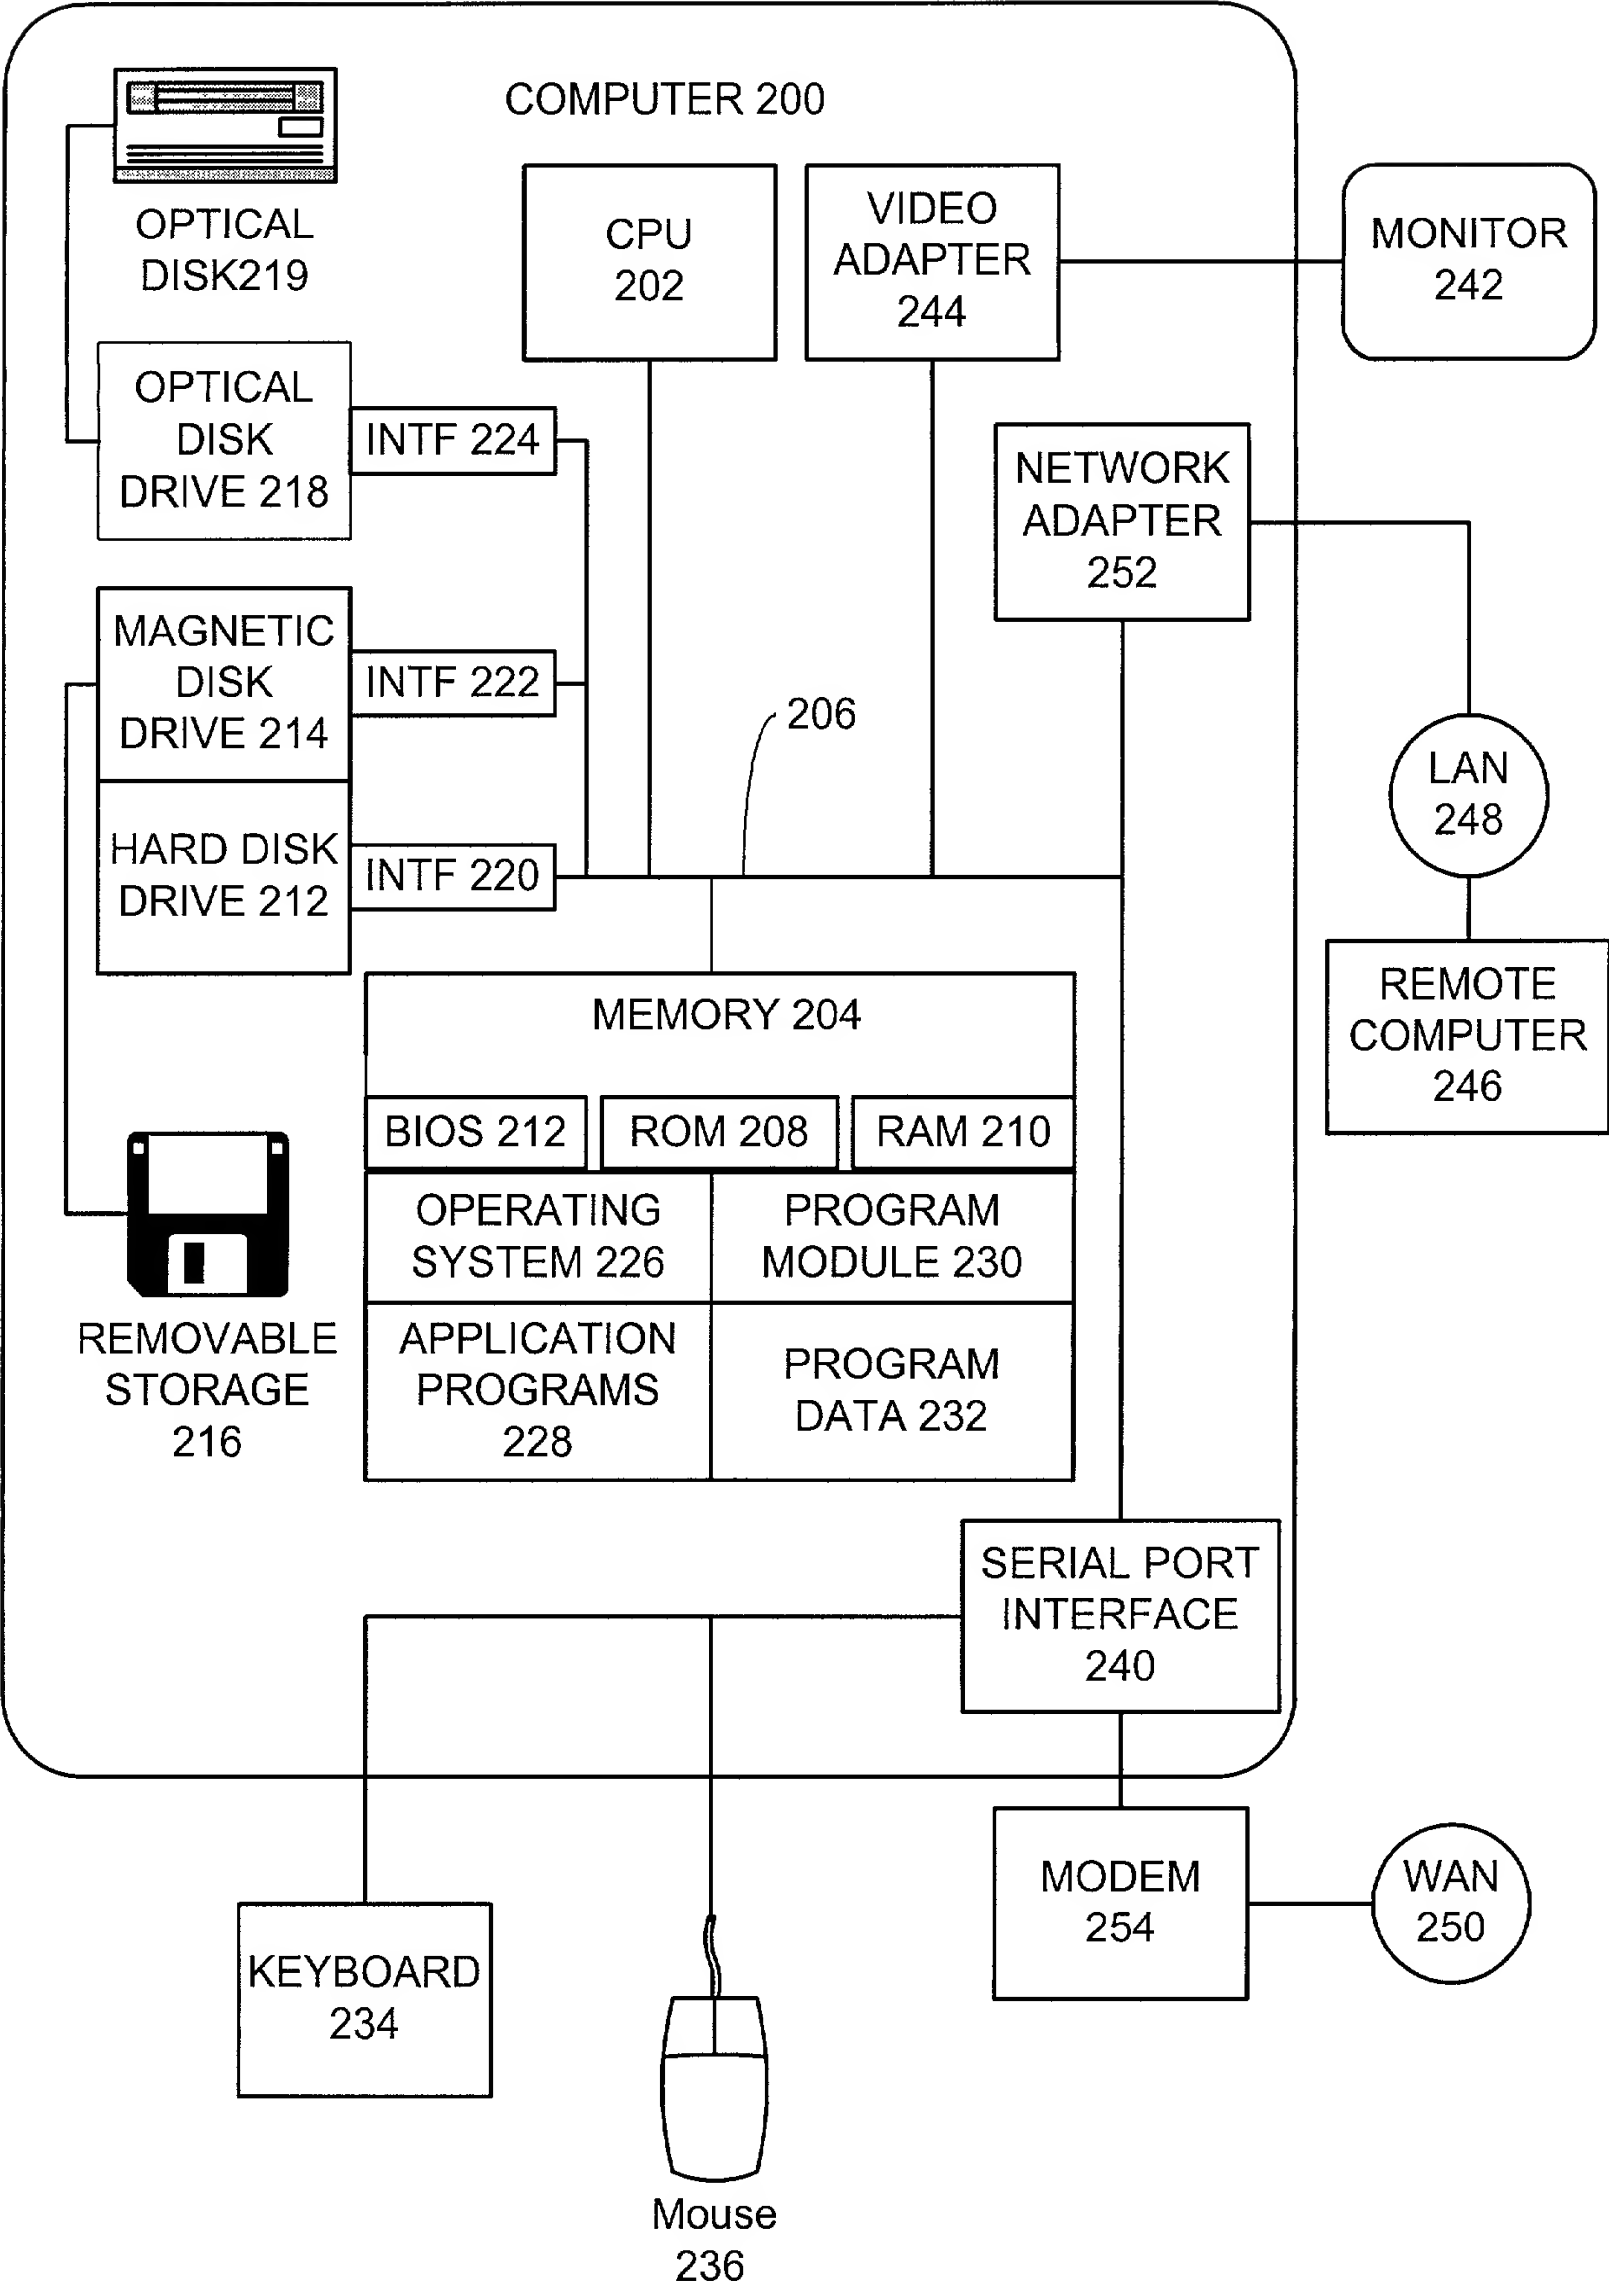 COMPUTER 200
OPTICAL
DISK219
CPU
202
VIDEO
ADAPTER
244
MONITOR
242
OPTICAL
DISK
DRIVE 218
INTF 224
NETWORK
ADAPTER
252
MAGNETIC
DISK
DRIVE 214
INTF 222
206
LAN
248
HARD DISK
DRIVE 212
INTF 220
REMOTE
COMPUTER
246
MEMORY 204
BIOS 212
ROM 208
RAM 210
OPERATING
SYSTEM 226
PROGRAM
MODULE 230
REMOVABLE
STORAGE
216
APPLICATION
PROGRAMS
228
PROGRAM
DATA 232
SERIAL PORT
INTERFACE
240
MODEM
254
WAN
250
KEYBOARD
234
Mouse
236